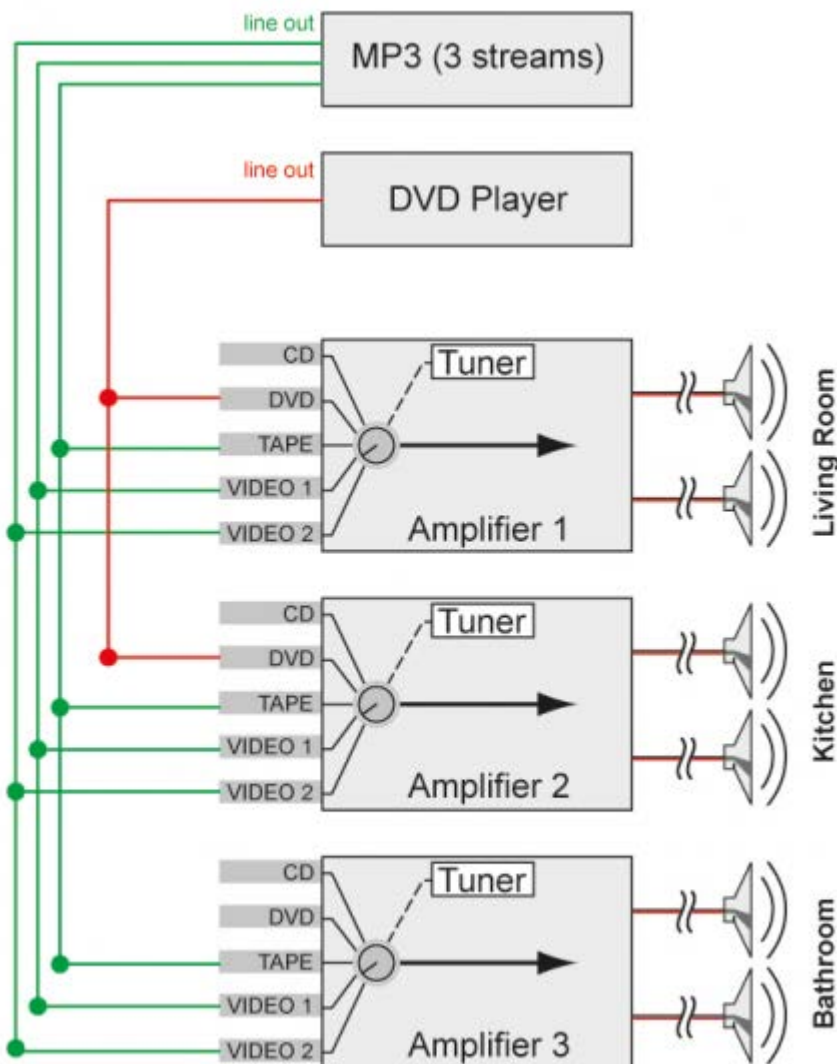 line out
MP3 (3 streams)
line out
DVD Player
CD
Tuner
DVD
TAPE
VIDEO 1
VIDEO 2
Amplifier 1
Living Room
CD
Tuner
DVD
TAPE
VIDEO 1
VIDEO 2
Amplifier 2
Kitchen
CD
Tuner
DVD
TAPE
VIDEO 1
VIDEO 2
Amplifier 3
Bathroom